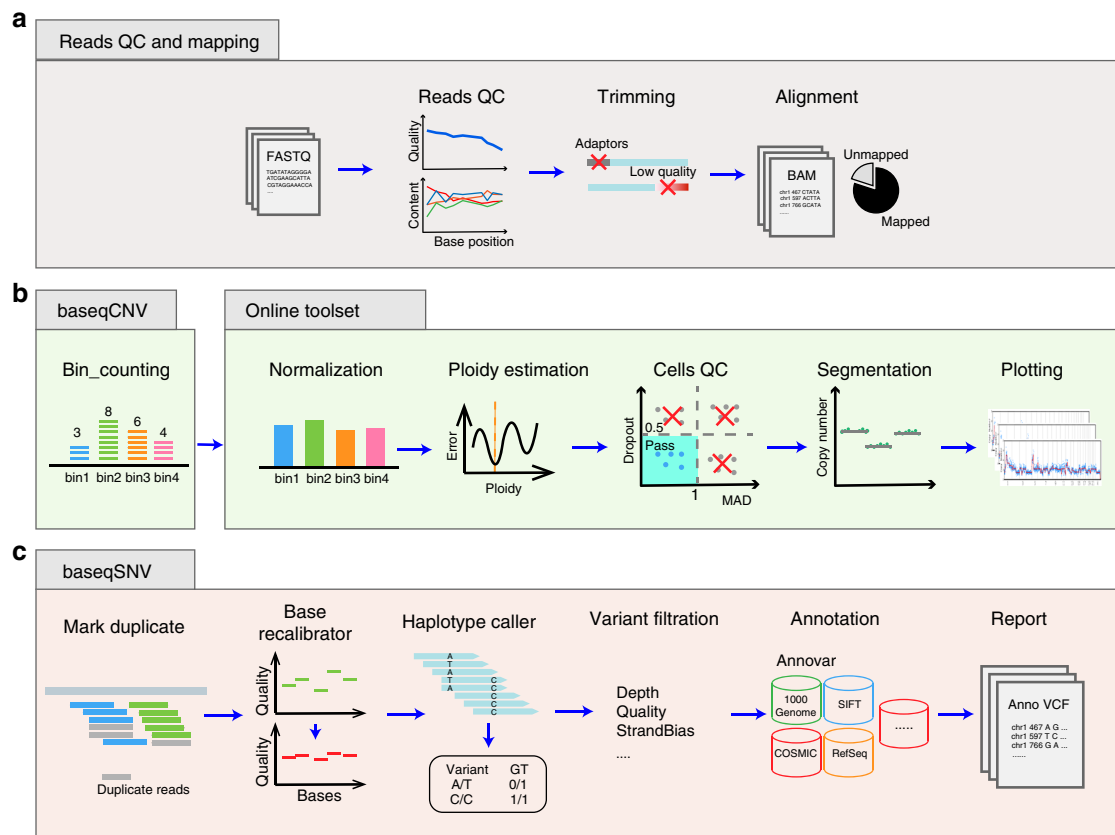 a
Reads QC and mapping
Reads QC
Trimming
Alignment
FASTQ
TGATATAGGGGA
ATCGAAGCATTA
CGTAGGAAACCA
....
Quality
Content
Base position
Adaptors
Low quality
BAM
chr1 467 CTATA
chr1 597 ACTTA
chr1 766 GCATA
.....
Unmapped
Mapped
b
baseqCNV
Online toolset
Bin_counting
3
8
6
4
bin1
bin2
bin3
bin4
Normalization
bin1
bin2
bin3
bin4
Ploidy estimation
Error
Ploidy
Cells QC
Dropout
0.5
Pass
1
MAD
Segmentation
Copy number
Plotting
c
baseqSNV
Mark duplicate
Duplicate reads
Base
recalibrator
Quality
Quality
Bases
Haplotype caller
A
T
A
T C
A C
C
C
C
Variant GT
A/T 0/1
C/C 1/1
Variant filtration
Depth
Quality
StrandBias
....
Annotation
Annovar
1000
Genome
SIFT
COSMIC
RefSeq
.....
Report
Anno VCF
chr1 467 A G ...
chr1 597 T C ...
chr1 766 G A ...
......